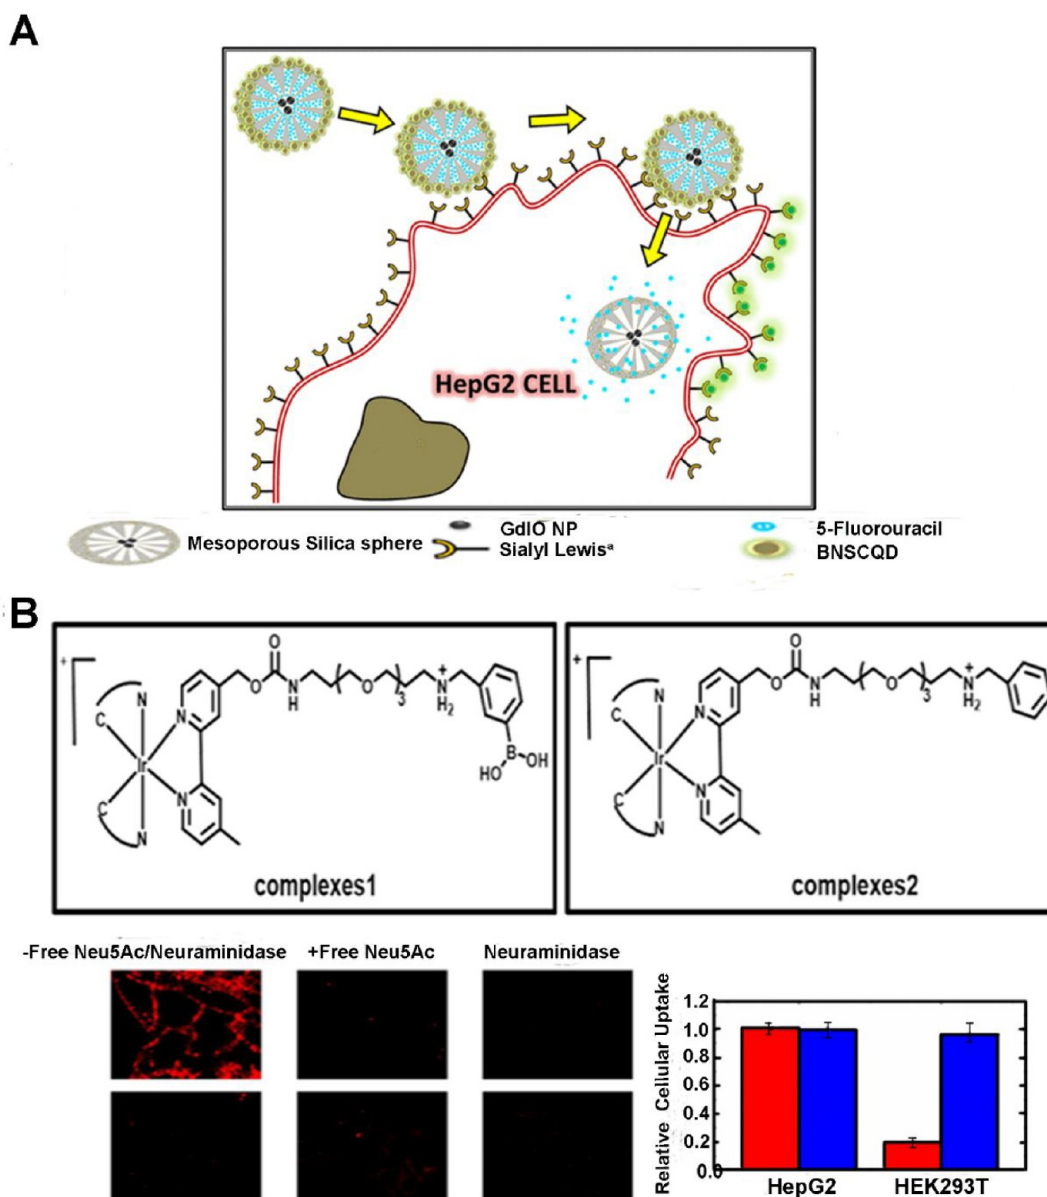 A
HepG2 CELL
Mesoporous Silica sphere
GdIO NP
Sialyl Lewisᵃ
5-Fluorouracil
BNSCQD
B
+
N
C
Ir
C
N
N
N
O
O
N
H
O
3
+
N
H2
B
OH
HO
complexes1
+
N
C
Ir
C
N
N
N
O
O
N
H
O
3
+
N
H2
complexes2
-Free Neu5Ac/Neuraminidase
+Free Neu5Ac
Neuraminidase
Relative Cellular Uptake
1.2
1.0
0.8
0.6
0.4
0.2
0.0
HepG2
HEK293T